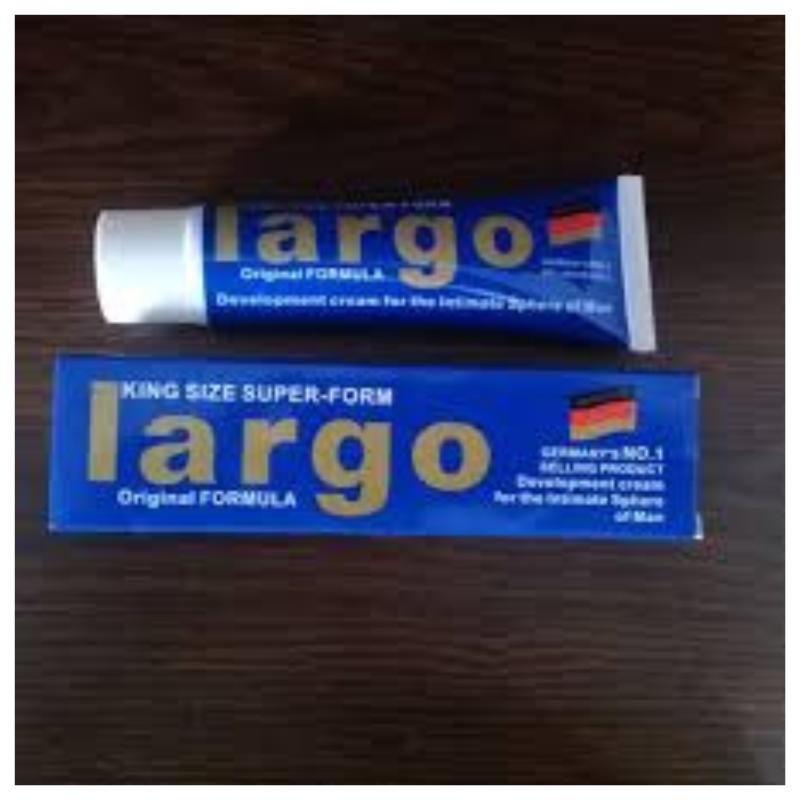 largo
Original FORMULA
Development cream for the Intimate Sphere of Man
KING SIZE SUPER-FORM
largo
Original FORMULA
GERMANY'S NO.1
SELLING PRODUCT
Development cream
for the Intimate Sphere
of Man